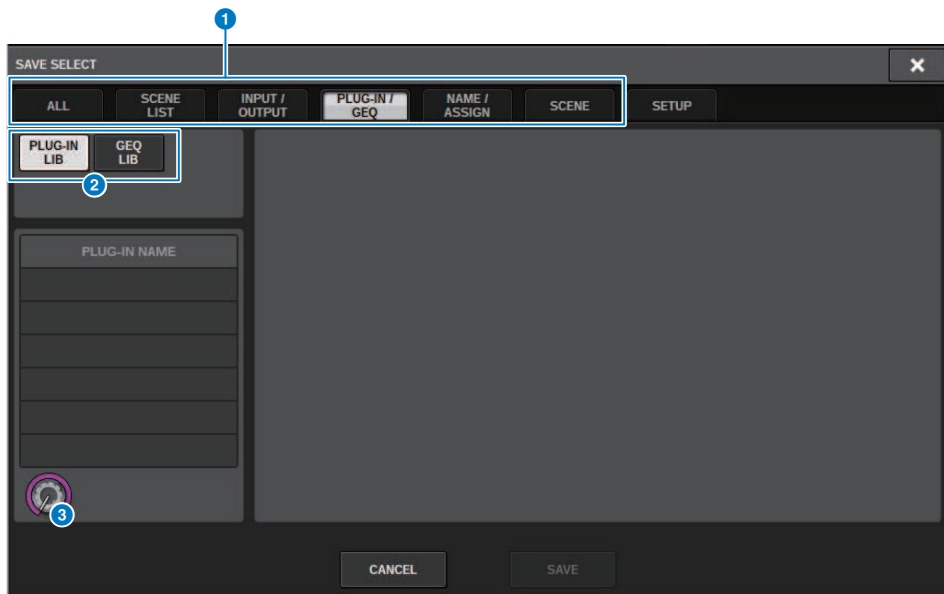 1
SAVE SELECT
×
ALL
SCENE
LIST
INPUT /
OUTPUT
PLUG-IN /
GEQ
NAME /
ASSIGN
SCENE
SETUP
PLUG-IN
LIB
GEQ
LIB
2
PLUG-IN NAME
3
CANCEL
SAVE